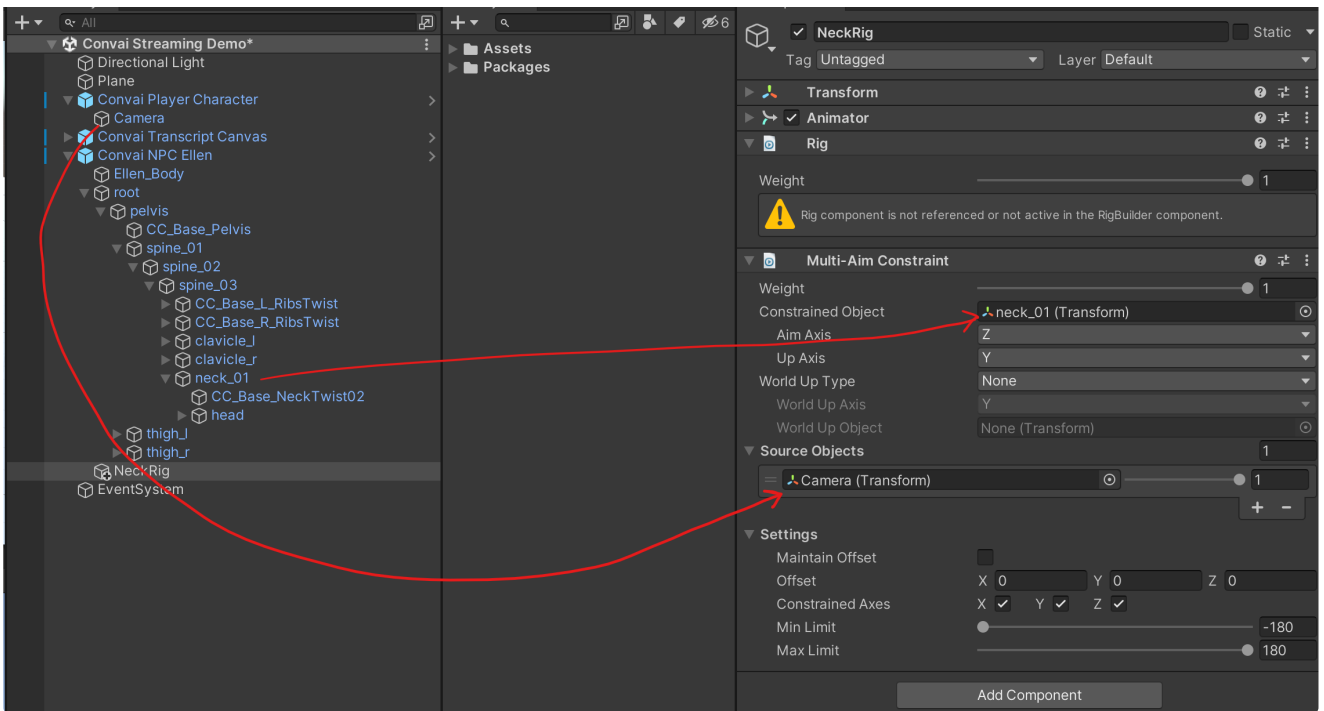 All
Convai Streaming Demo*
Directional Light
Plane
Convai Player Character
Camera
Convai Transcript Canvas
Convai NPC Ellen
Ellen_Body
root
pelvis
CC_Base_Pelvis
spine_01
spine_02
spine_03
CC_Base_L_RibsTwist
CC_Base_R_RibsTwist
clavicle_l
clavicle_r
neck_01
CC_Base_NeckTwist02
head
thigh_l
thigh_r
NeckRig
EventSystem
6
Assets
Packages
NeckRig Static
Tag Untagged Layer Default
Transform
Animator
Rig
Weight 1
Rig component is not referenced or not active in the RigBuilder component.
Multi-Aim Constraint
Weight 1
Constrained Object neck_01 (Transform)
Aim Axis Z
Up Axis Y
World Up Type None
World Up Axis Y
World Up Object None (Transform)
Source Objects 1
Camera (Transform) 1
Settings
Maintain Offset
Offset X 0 Y 0 Z 0
Constrained Axes X Y Z
Min Limit -180
Max Limit 180
Add Component